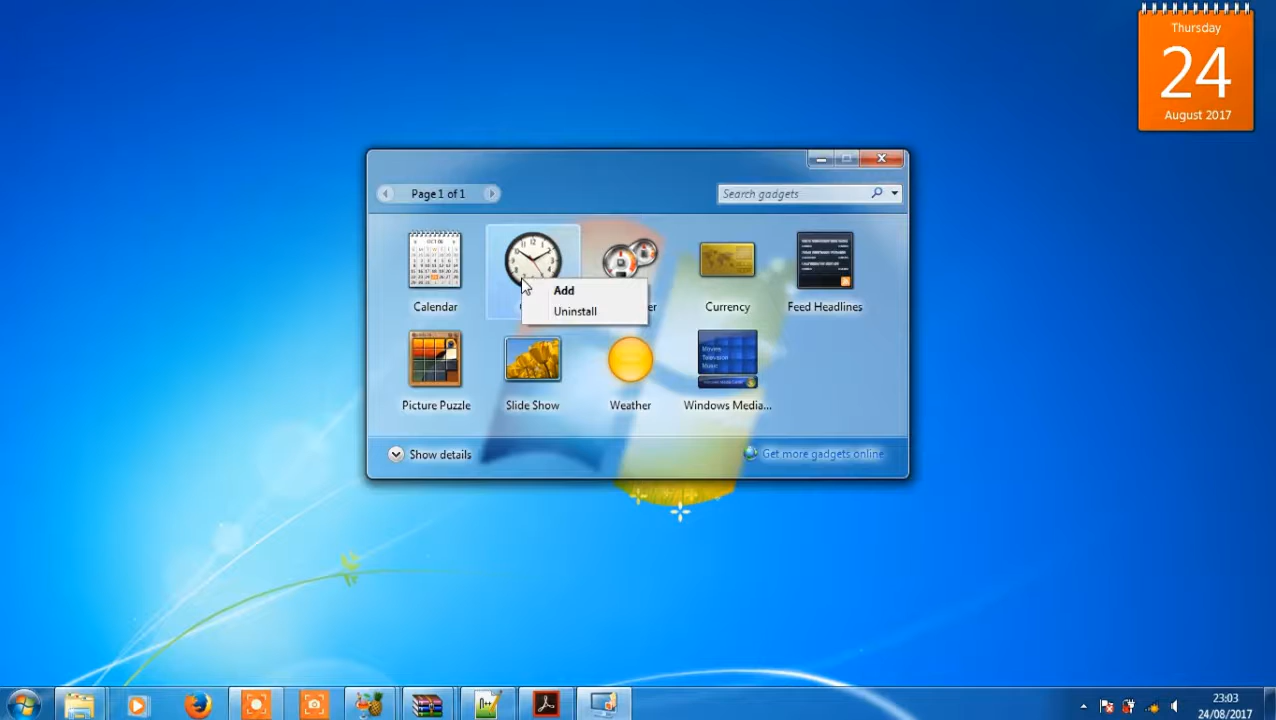 Thursday
24
August 2017
Page 1 of 1
Search gadgets
Calendar
Add
Uninstall
Currency
Feed Headlines
Picture Puzzle
Slide Show
Weather
Windows Media...
Show details
Get more gadgets online
23:03
24/08/2017